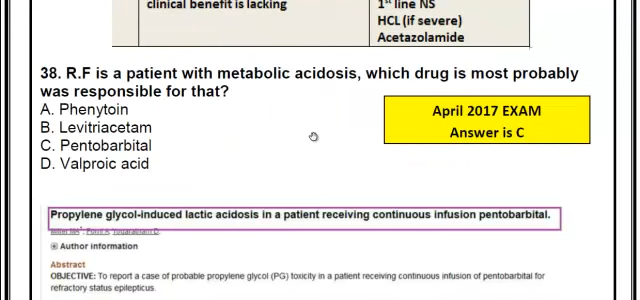 clinical benefit is lacking
1st line NS
HCL (if severe)
Acetazolamide
38. R.F is a patient with metabolic acidosis, which drug is most probably
was responsible for that?
A. Phenytoin
B. Levitriacetam
C. Pentobarbital
D. Valproic acid
April 2017 EXAM
Answer is C
Propylene glycol-induced lactic acidosis in a patient receiving continuous infusion pentobarbital.
Author information
Abstract
OBJECTIVE: To report a case of probable propylene glycol (PG) toxicity in a patient receiving continuous infusion of pentobarbital for
refractory status epilepticus.